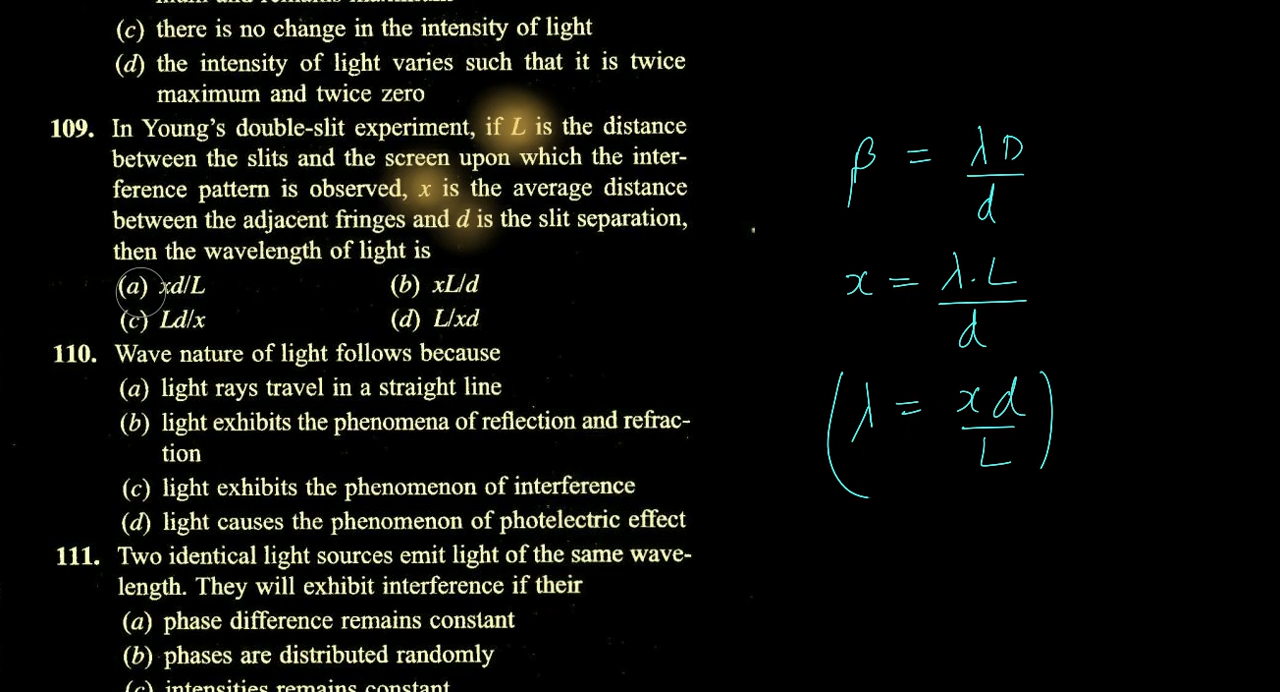 (c) there is no change in the intensity of light
(d) the intensity of light varies such that it is twice
maximum and twice zero
109. In Young's double-slit experiment, if L is the distance
between the slits and the screen upon which the inter-
ference pattern is observed, x is the average distance
between the adjacent fringes and d is the slit separation,
then the wavelength of light is
(a) xd/L (b) xL/d
(c) Ld/x (d) L/xd
110. Wave nature of light follows because
(a) light rays travel in a straight line
(b) light exhibits the phenomena of reflection and refrac-
tion
(c) light exhibits the phenomenon of interference
(d) light causes the phenomenon of photelectric effect
111. Two identical light sources emit light of the same wave-
length. They will exhibit interference if their
(a) phase difference remains constant
(b) phases are distributed randomly
(c) intensities remains constant
β = λD
d
x = λ.L
d
(λ = xd
L)